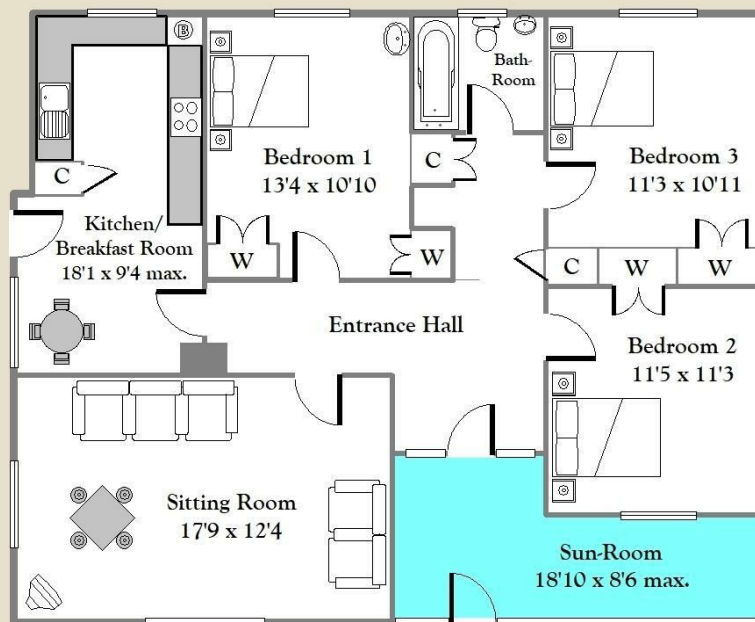 B
Bath-
Room
Bedroom 1
13'4 x 10'10
C
Bedroom 3
11'3 x 10'11
C
Kitchen/
Breakfast Room
18'1 x 9'4 max.
W
W
C
W
W
Entrance Hall
Bedroom 2
11'5 x 11'3
Sitting Room
17'9 x 12'4
Sun-Room
18'10 x 8'6 max.